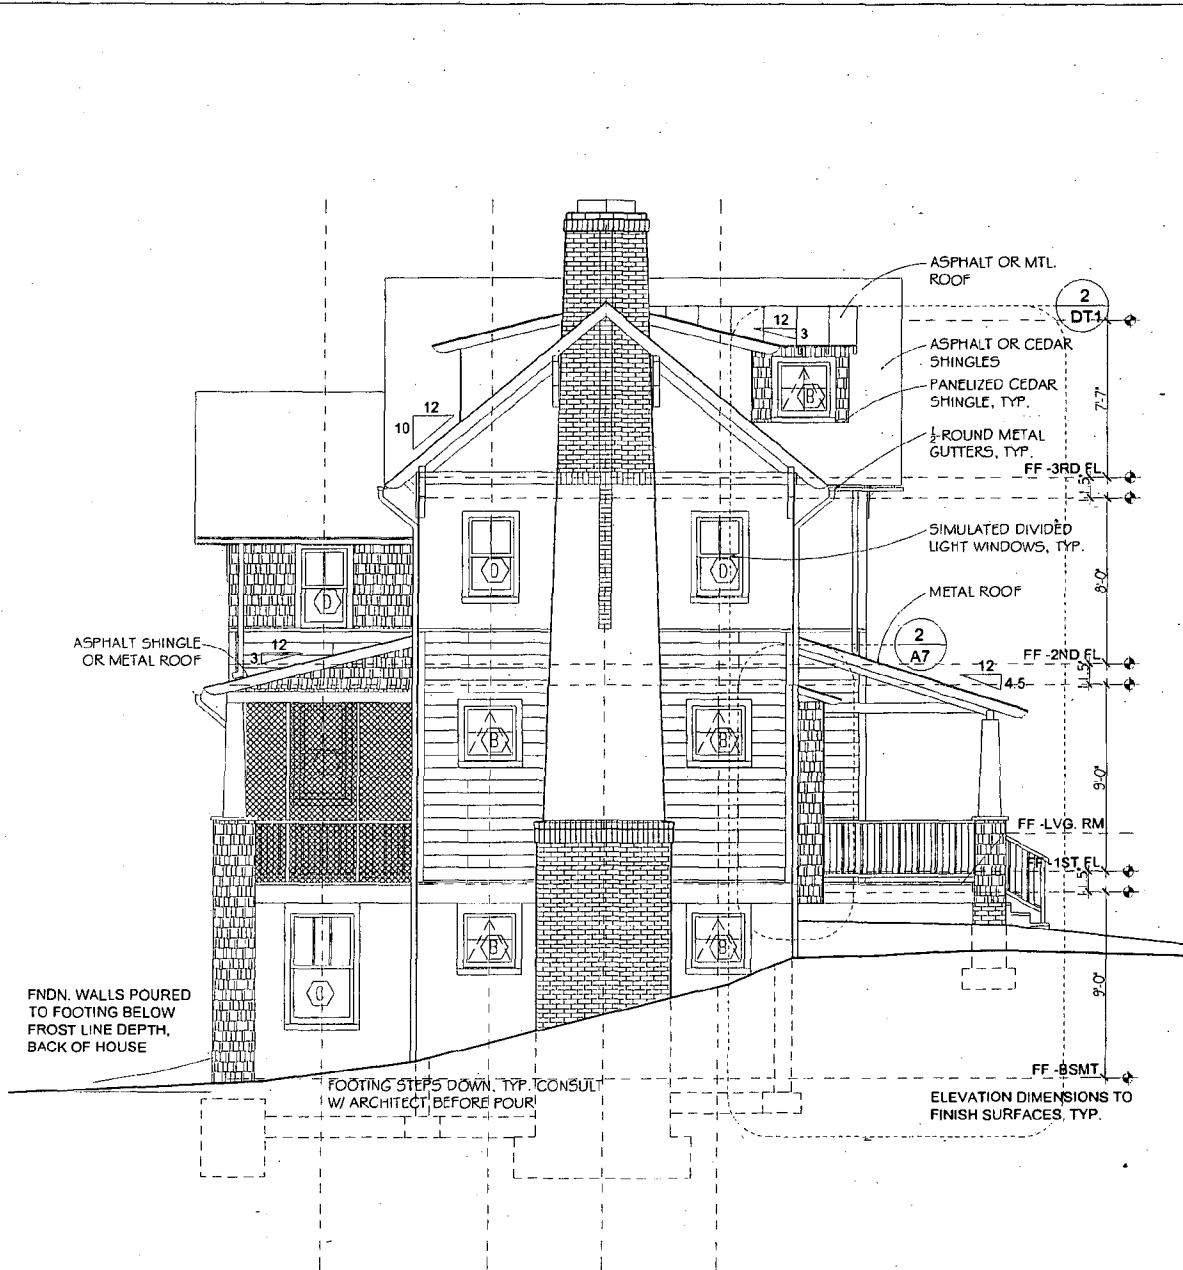 ASPHALT OR MTL.
ROOF
2
DT1
12
3
ASPHALT OR CEDAR
SHINGLES
PANELIZED CEDAR
SHINGLE, TYP.
B
7'-7"
12
10
½-ROUND METAL
GUTTERS, TYP.
FF -3RD FL.
SIMULATED DIVIDED
LIGHT WINDOWS, TYP.
D
D
D
8'-0"
METAL ROOF
2
A7
ASPHALT SHINGLE
OR METAL ROOF
12
3
FF -2ND FL.
12
4.5
B
B
9'-0"
FF -LVG. RM
FF -1ST FL.
B
B
C
9'-0"
FNDN. WALLS POURED
TO FOOTING BELOW
FROST LINE DEPTH,
BACK OF HOUSE
FF -BSMT.
FOOTING STEPS DOWN, TYP. CONSULT
W/ ARCHITECT BEFORE POUR
ELEVATION DIMENSIONS TO
FINISH SURFACES, TYP.